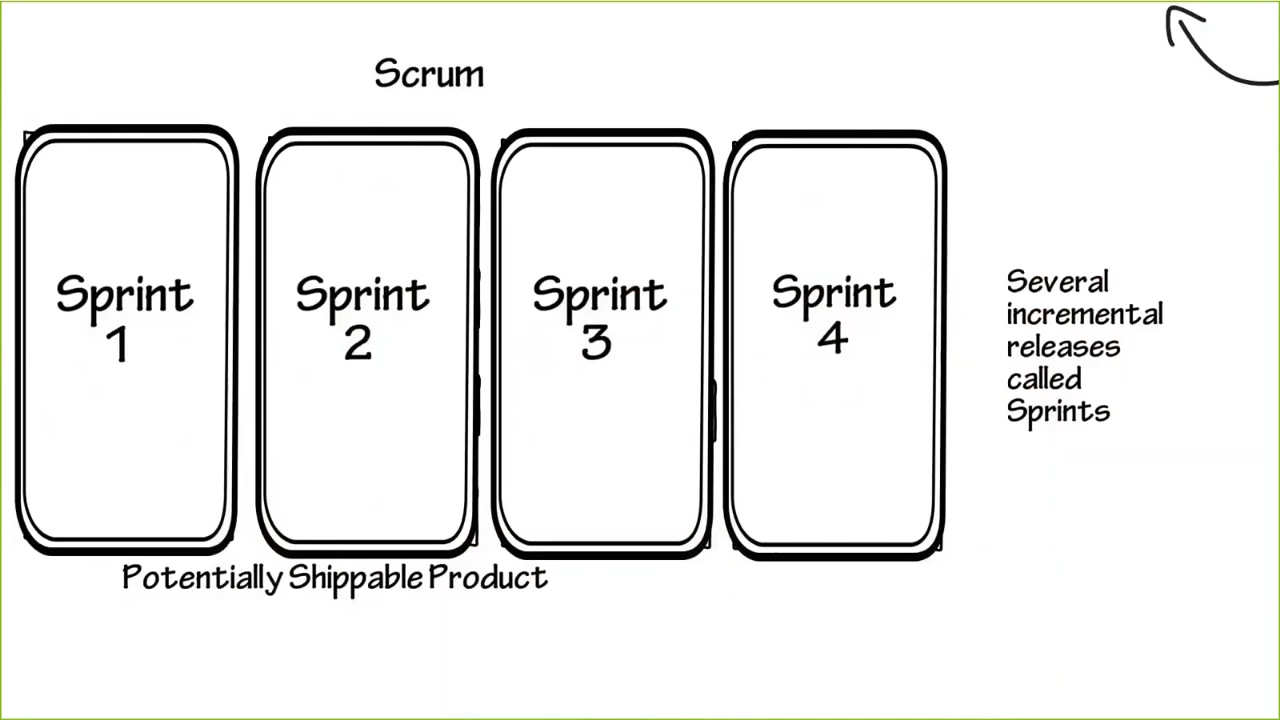 Scrum
Sprint
1
Sprint
2
Sprint
3
Sprint
4
Several
incremental
releases
called
Sprints
Potentially Shippable Product